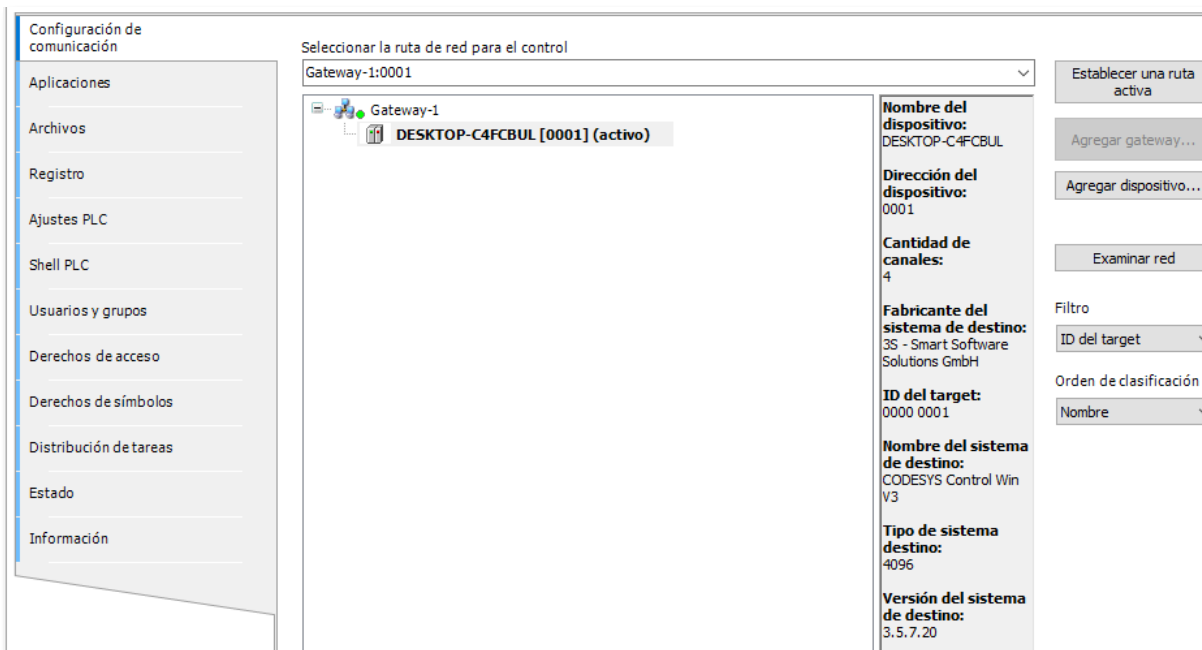 Configuración de
comunicación
Aplicaciones
Archivos
Registro
Ajustes PLC
Shell PLC
Usuarios y grupos
Derechos de acceso
Derechos de símbolos
Distribución de tareas
Estado
Información
Seleccionar la ruta de red para el control
Gateway-1:0001
Gateway-1
DESKTOP-C4FCBUL [0001] (activo)
Nombre del
dispositivo:
DESKTOP-C4FCBUL
Dirección del
dispositivo:
0001
Cantidad de
canales:
4
Fabricante del
sistema de destino:
3S - Smart Software
Solutions GmbH
ID del target:
0000 0001
Nombre del sistema
de destino:
CODESYS Control Win
V3
Tipo de sistema
destino:
4096
Versión del sistema
de destino:
3.5.7.20
Establecer una ruta
activa
Agregar gateway...
Agregar dispositivo...
Examinar red
Filtro
ID del target
Orden de clasificación
Nombre